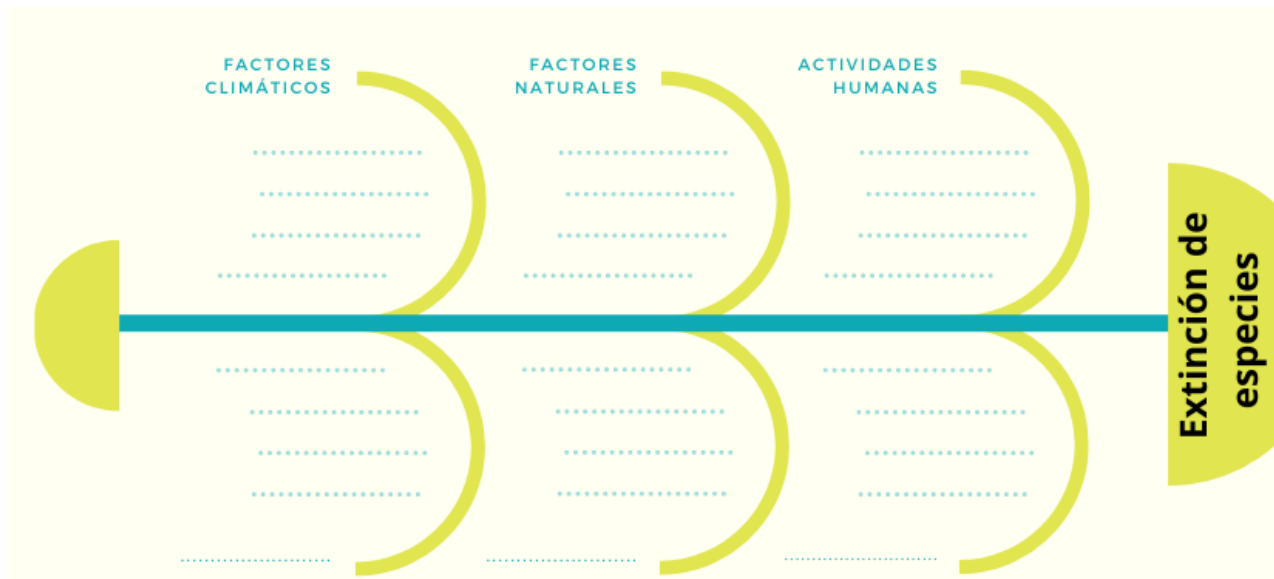 FACTORES
CLIMÁTICOS
FACTORES
NATURALES
ACTIVIDADES
HUMANAS
Extinción de
especies